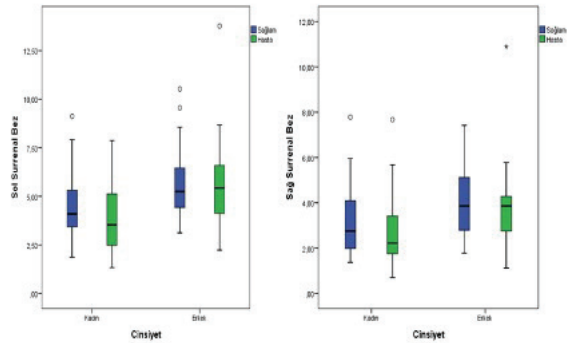 Sağlam
Hasta
12,50
10,00
7,50
5,00
2,50
,00
Sol Surrenal Bez
Kadın
Erkek
Cinsiyet
Sağlam
Hasta
12,00
10,00
8,00
6,00
4,00
2,00
,00
Sağ Surrenal Bez
Kadın
Erkek
Cinsiyet